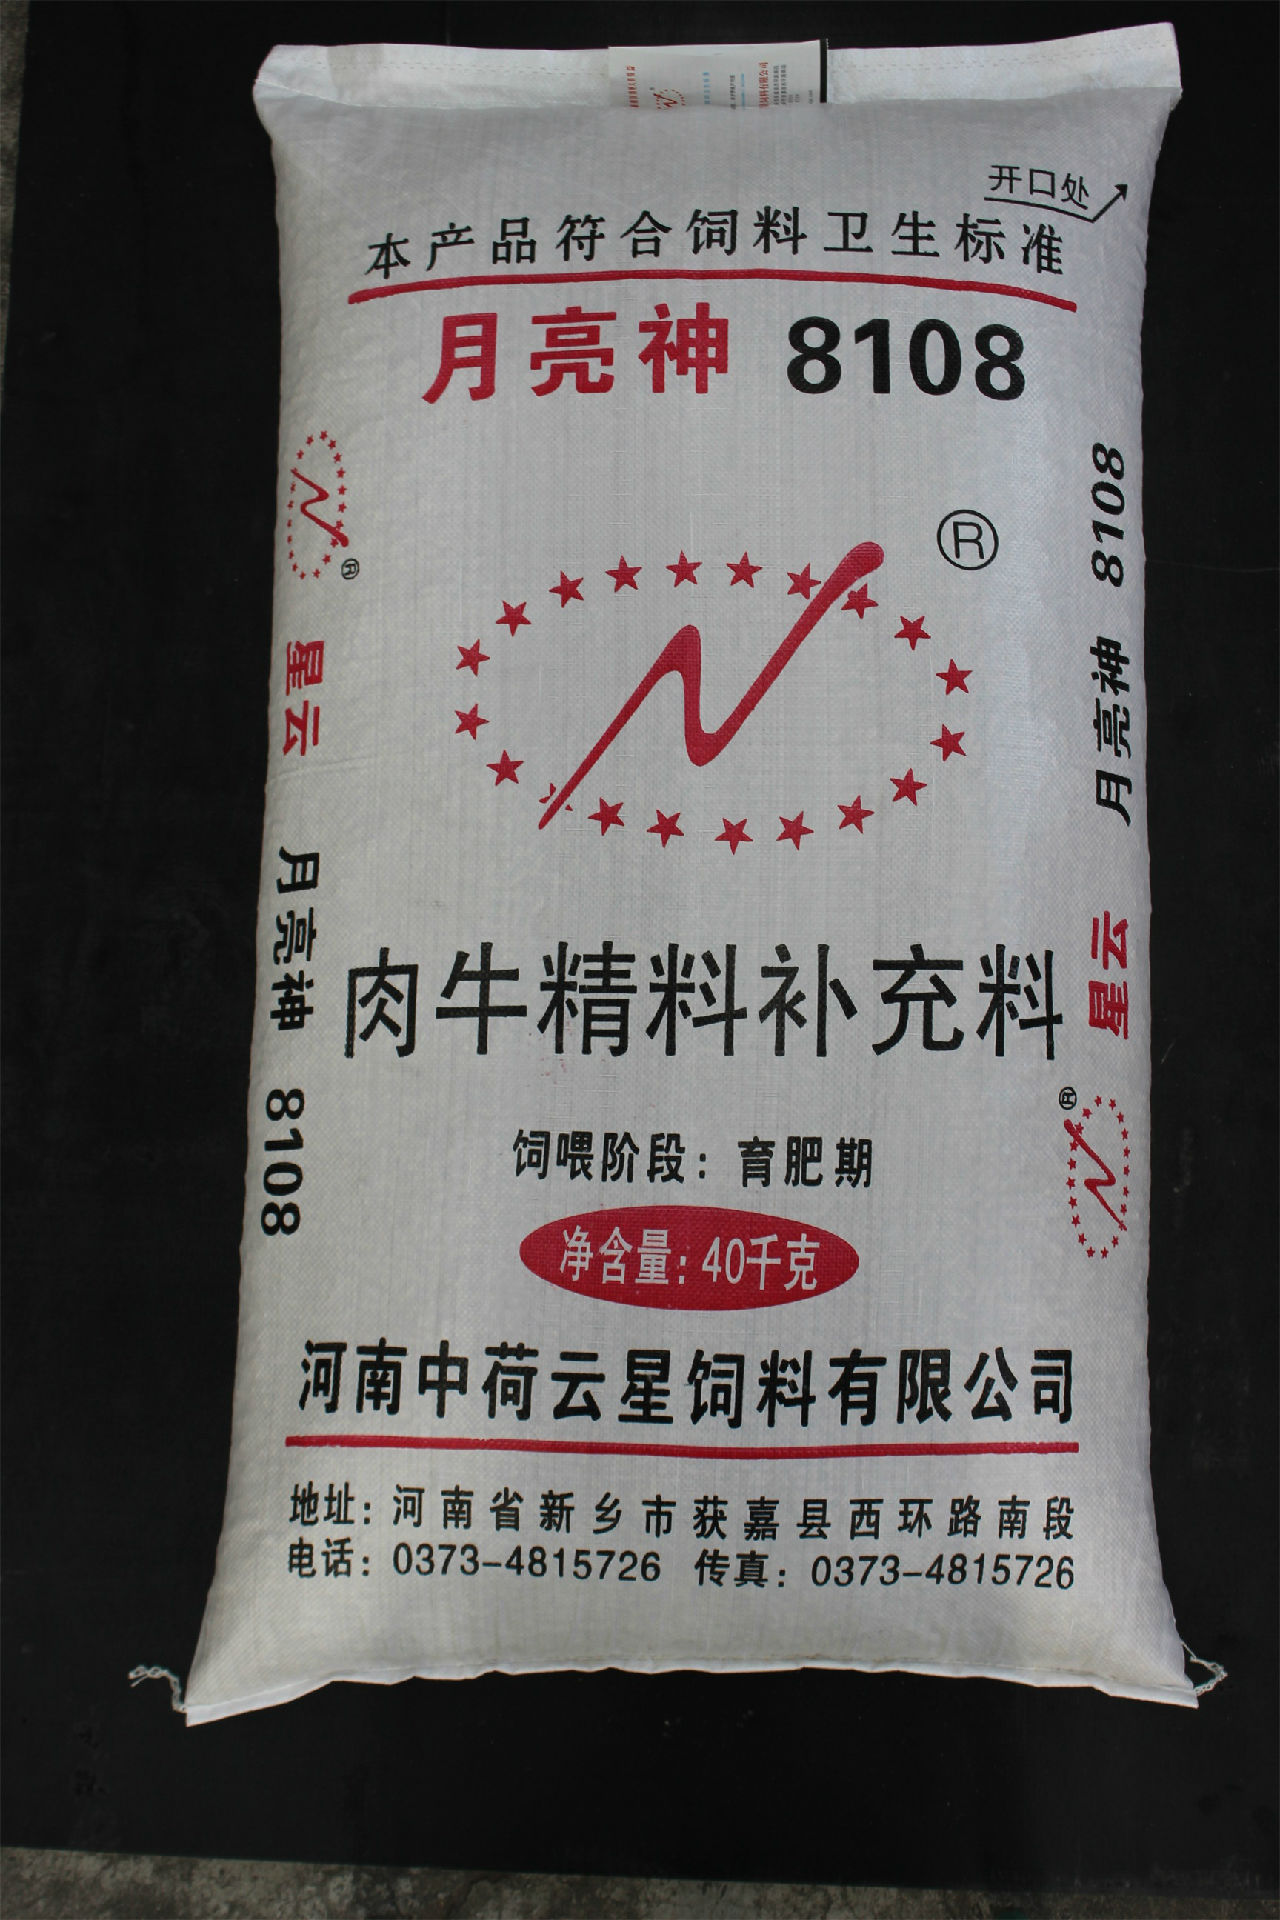 开口处
本产品符合饲料卫生标准
月亮神 8108
®
星云 月亮神 8108
8108 月亮神 星云
肉牛精料补充料
饲喂阶段：育肥期
净含量：40千克
河南中荷云星饲料有限公司
地址：河南省新乡市获嘉县西环路南段
电话：0373-4815726 传真：0373-4815726